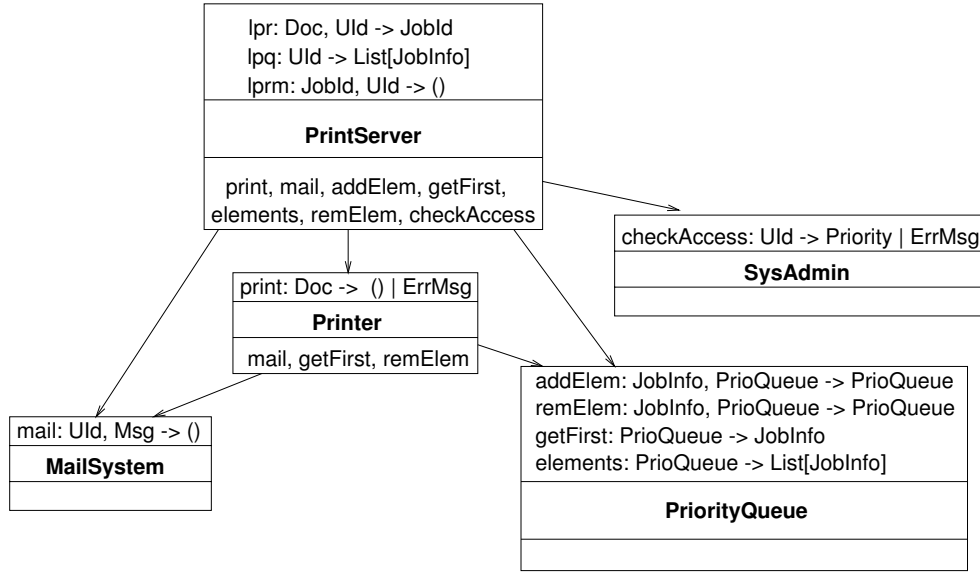 lpr: Doc, UId -> JobId
lpq: UId -> List[JobInfo]
lprm: JobId, UId -> ()
PrintServer
print, mail, addElem, getFirst,
elements, remElem, checkAccess
checkAccess: UId -> Priority | ErrMsg
SysAdmin
print: Doc -> () | ErrMsg
Printer
mail, getFirst, remElem
addElem: JobInfo, PrioQueue -> PrioQueue
remElem: JobInfo, PrioQueue -> PrioQueue
getFirst: PrioQueue -> JobInfo
elements: PrioQueue -> List[JobInfo]
PriorityQueue
mail: UId, Msg -> ()
MailSystem